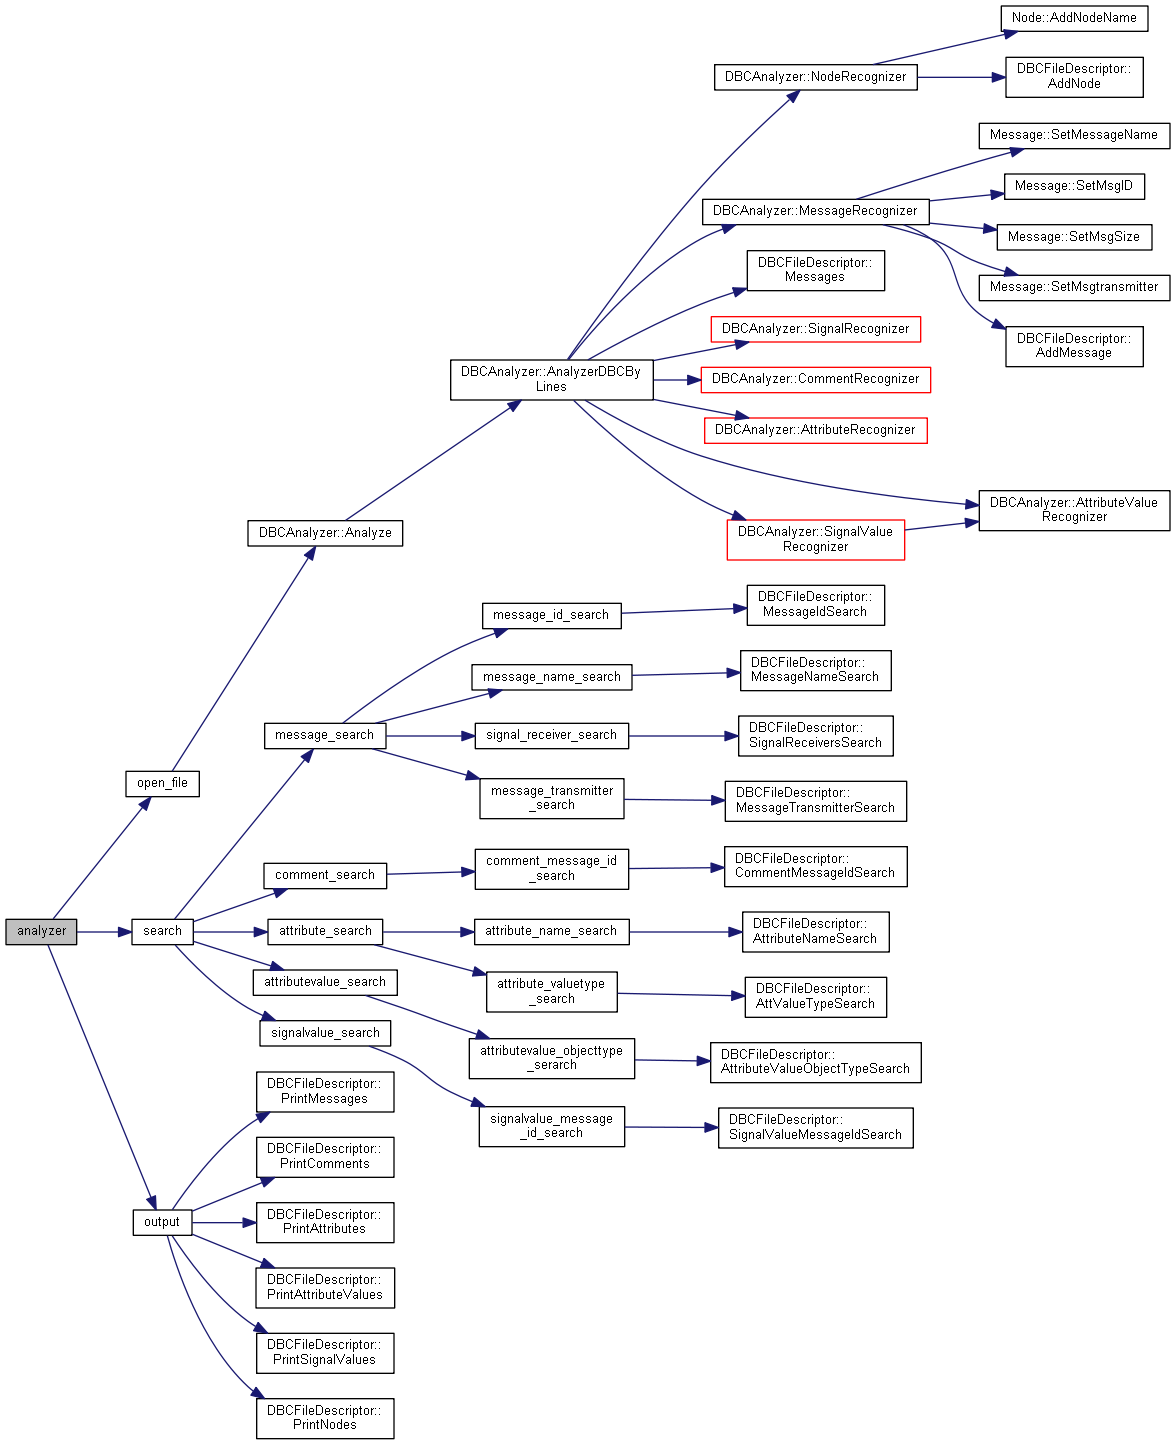 Node::AddNodeName
DBCAnalyzer::NodeRecognizer
DBCFileDescriptor::
AddNode
Message::SetMessageName
Message::SetMsgID
DBCAnalyzer::MessageRecognizer
Message::SetMsgSize
DBCFileDescriptor::
Messages
Message::SetMsgtransmitter
DBCAnalyzer::SignalRecognizer
DBCFileDescriptor::
AddMessage
DBCAnalyzer::AnalyzerDBCBy
Lines
DBCAnalyzer::CommentRecognizer
DBCAnalyzer::AttributeRecognizer
DBCAnalyzer::AttributeValue
Recognizer
DBCAnalyzer::Analyze
DBCAnalyzer::SignalValue
Recognizer
message_id_search
DBCFileDescriptor::
MessageIdSearch
message_name_search
DBCFileDescriptor::
MessageNameSearch
message_search
signal_receiver_search
DBCFileDescriptor::
SignalReceiversSearch
open_file
message_transmitter
_search
DBCFileDescriptor::
MessageTransmitterSearch
comment_search
comment_message_id
_search
DBCFileDescriptor::
CommentMessageIdSearch
analyzer
search
attribute_search
attribute_name_search
DBCFileDescriptor::
AttributeNameSearch
attributevalue_search
attribute_valuetype
_search
DBCFileDescriptor::
AttValueTypeSearch
signalvalue_search
attributevalue_objecttype
_serarch
DBCFileDescriptor::
AttributeValueObjectTypeSearch
DBCFileDescriptor::
PrintMessages
signalvalue_message
_id_search
DBCFileDescriptor::
SignalValueMessageIdSearch
DBCFileDescriptor::
PrintComments
output
DBCFileDescriptor::
PrintAttributes
DBCFileDescriptor::
PrintAttributeValues
DBCFileDescriptor::
PrintSignalValues
DBCFileDescriptor::
PrintNodes